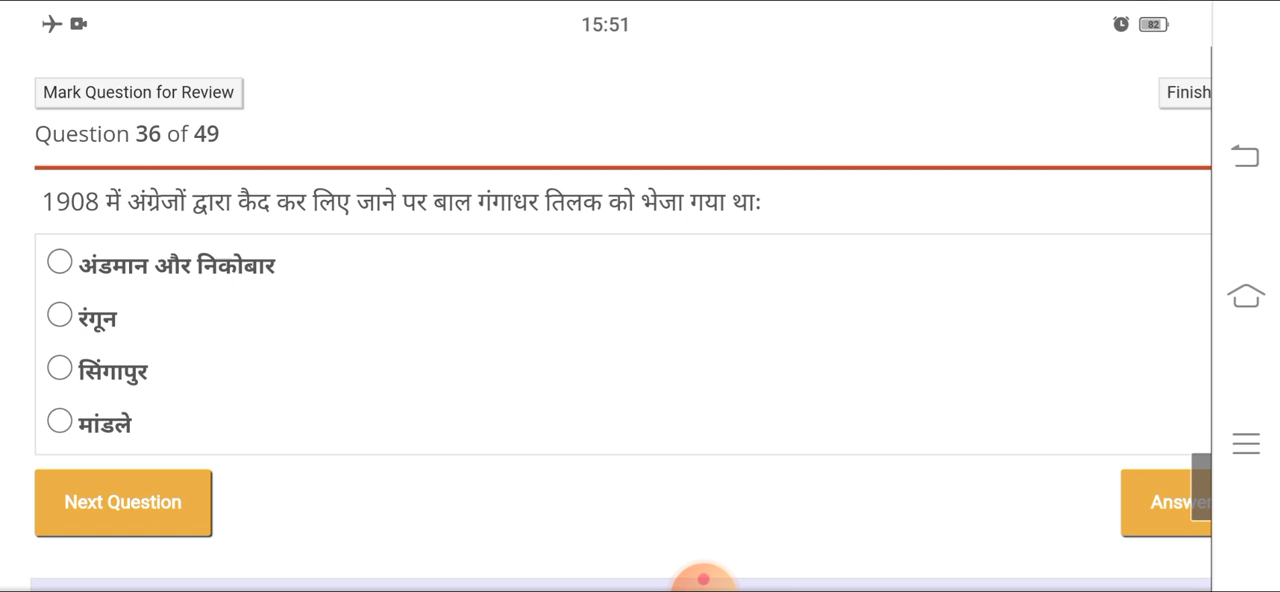 15:51
82
Mark Question for Review
Finish
Question 36 of 49
1908 में अंग्रेजों द्वारा कैद कर लिए जाने पर बाल गंगाधर तिलक को भेजा गया थाः
अंडमान और निकोबार
रंगून
सिंगापुर
मांडले
Next Question
Answer